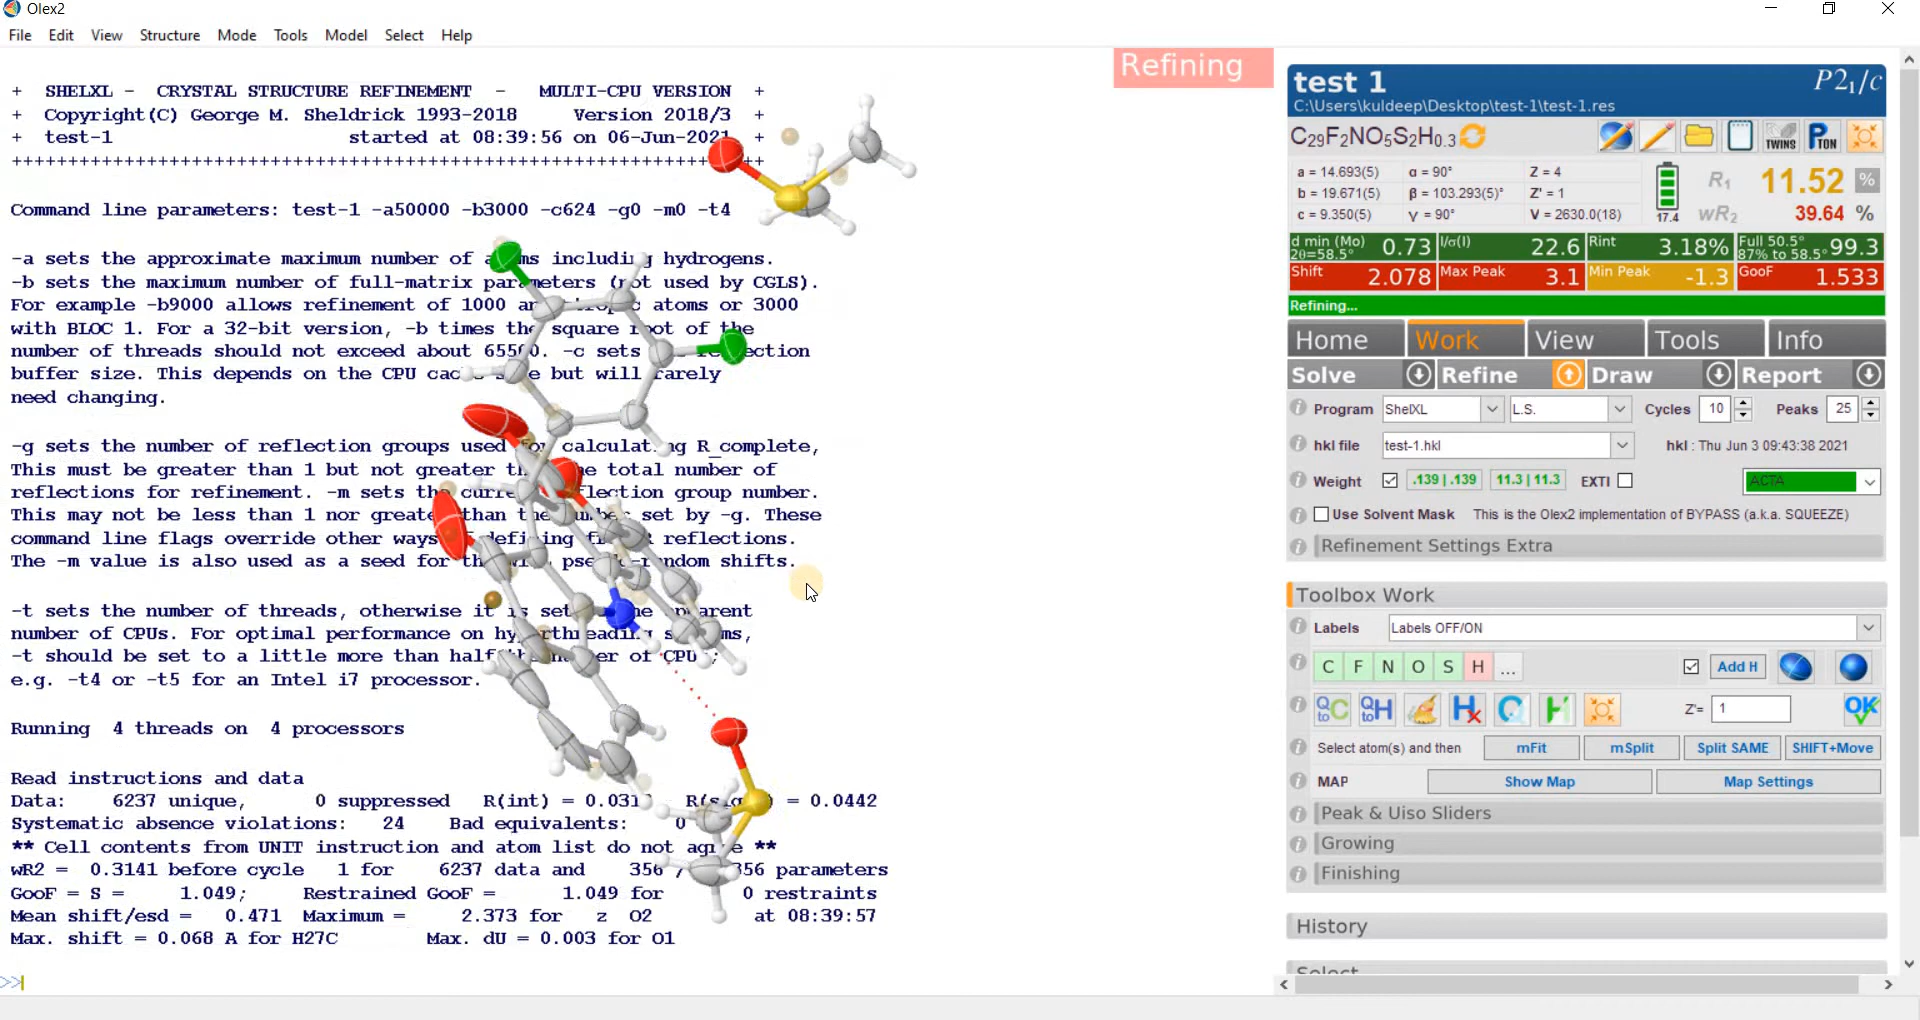 Olex2
File Edit View Structure Mode Tools Model Select Help
+ SHELXL - CRYSTAL STRUCTURE REFINEMENT - MULTI-CPU VERSION +
+ Copyright(C) George M. Sheldrick 1993-2018 Version 2018/3 +
+ test-1 started at 08:39:56 on 06-Jun-2021 +
Command line parameters: test-1 -a50000 -b3000 -c624 -g0 -m0 -t4
-a sets the approximate maximum number of including hydrogens.
-b sets the maximum number of full-matrix parameters (not used by CGLS).
For example -b9000 allows refinement of 1000 atoms or 3000
with BLOC 1. For a 32-bit version, -b times the square root of the
number of threads should not exceed about 65500. -c sets
buffer size. This depends on the CPU but will rarely
need changing.
-g sets the number of reflection groups used for calculating R_complete,
This must be greater than 1 but not greater total number of
reflections for refinement. -m sets the reflection group number.
This may not be less than 1 nor greater than the number set by -g. These
command line flags override other ways reflections.
The -m value is also used as a seed for the shifts.
-t sets the number of threads, otherwise it is set
number of CPUs. For optimal performance on
-t should be set to a little more than half of CPU
e.g. -t4 or -t5 for an Intel i7 processor.
Running 4 threads on 4 processors
Read instructions and data
Data: 6237 unique, 0 suppressed R(int) = 0.031 = 0.0442
Systematic absence violations: 24 Bad equivalents: 0
** Cell contents from UNIT instruction and atom list do not agree **
wR2 = 0.3141 before cycle 1 for 6237 data and 356 / 356 parameters
GooF = S = 1.049; Restrained GooF = 1.049 for 0 restraints
Mean shift/esd = 0.471 Maximum = 2.373 for z O2 at 08:39:57
Max. shift = 0.068 A for H27C Max. dU = 0.003 for O1
>>
Refining
test 1 P2₁/c
C:\Users\kuldeep\Desktop\test-1\test-1.res
C₂₉F₂NO₅S₂H₀.₃ TWINS PTON
a = 14.693(5) α = 90° Z = 4
b = 19.671(5) β = 103.293(5)° Z' = 1
c = 9.350(5) γ = 90° V = 2630.0(18)
17.4
R₁ 11.52 %
wR₂ 39.64 %
d min (Mo) 2θ=58.5° 0.73 I/σ(I) 22.6 Rint 3.18% Full 50.5° 87% to 58.5° 99.3
Shift 2.078 Max Peak 3.1 Min Peak -1.3 GooF 1.533
Refining...
Home Work View Tools Info
Solve Refine Draw Report
Program ShelXL L.S. Cycles 10 Peaks 25
hkl file test-1.hkl hkl : Thu Jun 3 09:43:38 2021
Weight .139 | .139 11.3 | 11.3 EXTI ACTA
Use Solvent Mask This is the Olex2 implementation of BYPASS (a.k.a. SQUEEZE)
Refinement Settings Extra
Toolbox Work
Labels Labels OFF/ON
C F N O S H ... Add H
Q to C Q to H H Z'= 1 OK
Select atom(s) and then mFit mSplit Split SAME SHIFT+Move
MAP Show Map Map Settings
Peak & Uiso Sliders
Growing
Finishing
History
Select